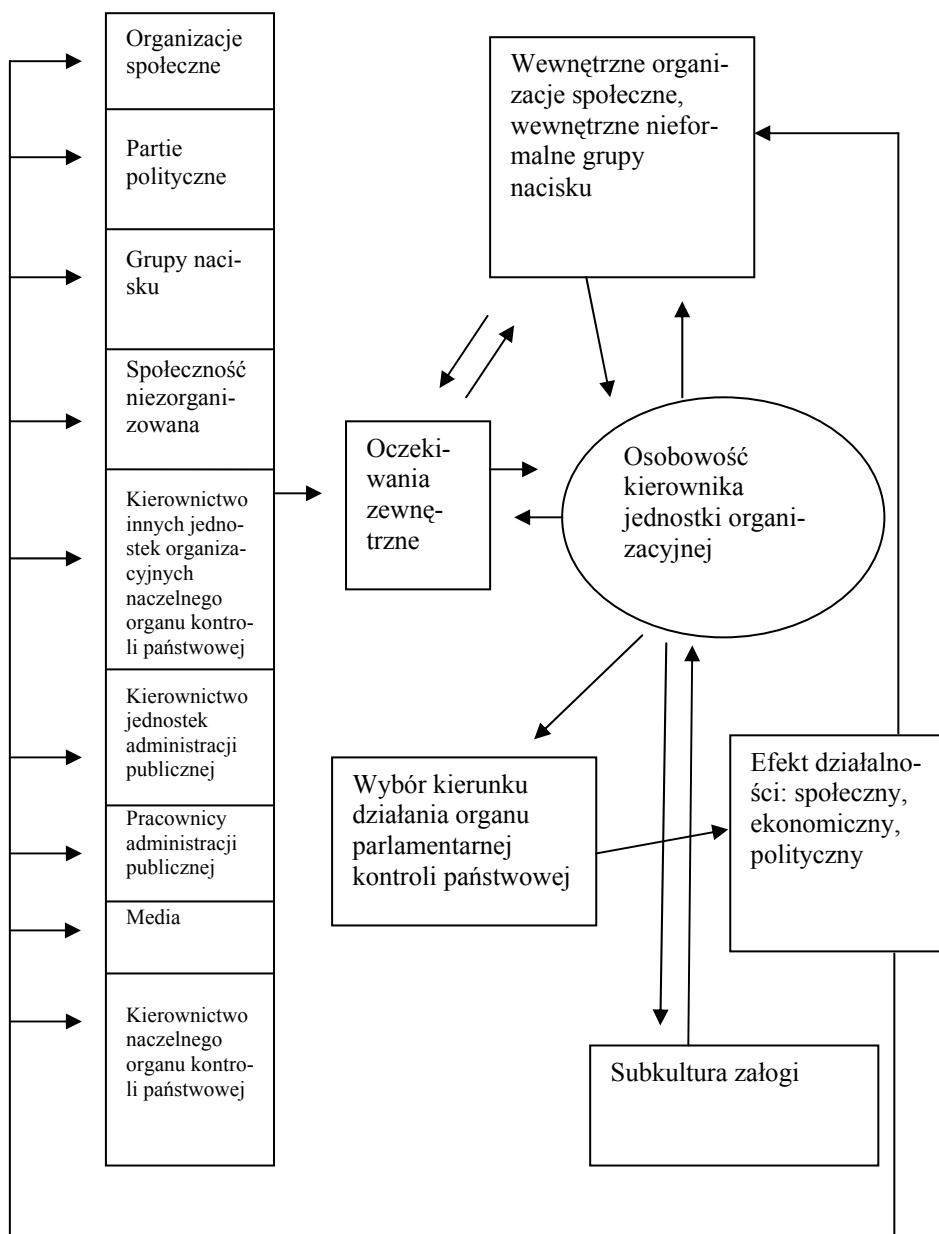 Organizacje
społeczne
Partie
polityczne
Grupy naci-
sku
Społeczność
niezorgani-
zowana
Kierownictwo
innych jedno-
stek organiza-
cyjnych
naczelnego
organu kontro-
li państwowej
Kierownictwo
jednostek
administracji
publicznej
Pracownicy
administracji
publicznej
Media
Kierownictwo
naczelnego
organu kontro-
li państwowej
Wewnętrzne organi-
zacje społeczne,
wewnętrzne niefor-
malne grupy
nacisku
Oczeki-
wania
zewnę-
trzne
Osobowość
kierownika
jednostki organi-
zacyjnej
Wybór kierunku
działania organu
parlamentarnej
kontroli państwowej
Efekt działalno-
ści: społeczny,
ekonomiczny,
polityczny
Subkultura załogi